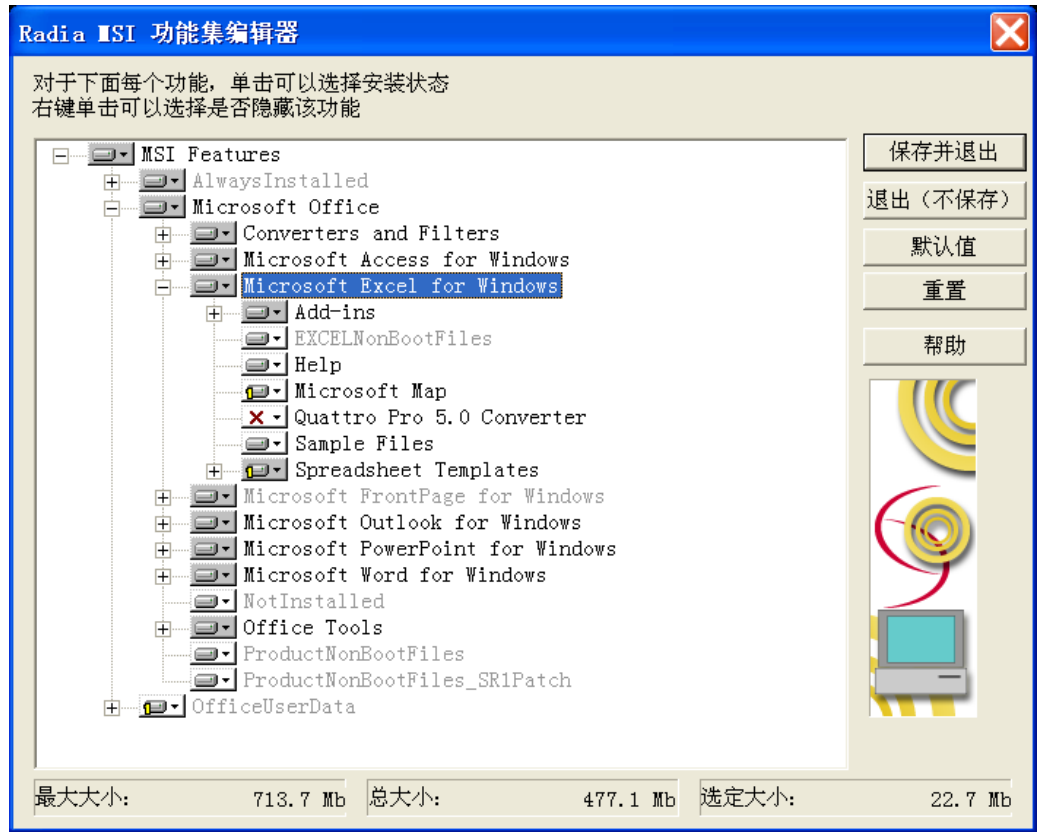 Radia MSI 功能集编辑器
对于下面每个功能，单击可以选择安装状态
右键单击可以选择是否隐藏该功能
MSI Features
AlwaysInstalled
Microsoft Office
Converters and Filters
Microsoft Access for Windows
Microsoft Excel for Windows
Add-ins
EXCELNonBootFiles
Help
Microsoft Map
Quattro Pro 5.0 Converter
Sample Files
Spreadsheet Templates
Microsoft FrontPage for Windows
Microsoft Outlook for Windows
Microsoft PowerPoint for Windows
Microsoft Word for Windows
NotInstalled
Office Tools
ProductNonBootFiles
ProductNonBootFiles_SR1Patch
OfficeUserData
保存并退出
退出（不保存）
默认值
重置
帮助
最大大小: 713.7 Mb 总大小: 477.1 Mb 选定大小: 22.7 Mb